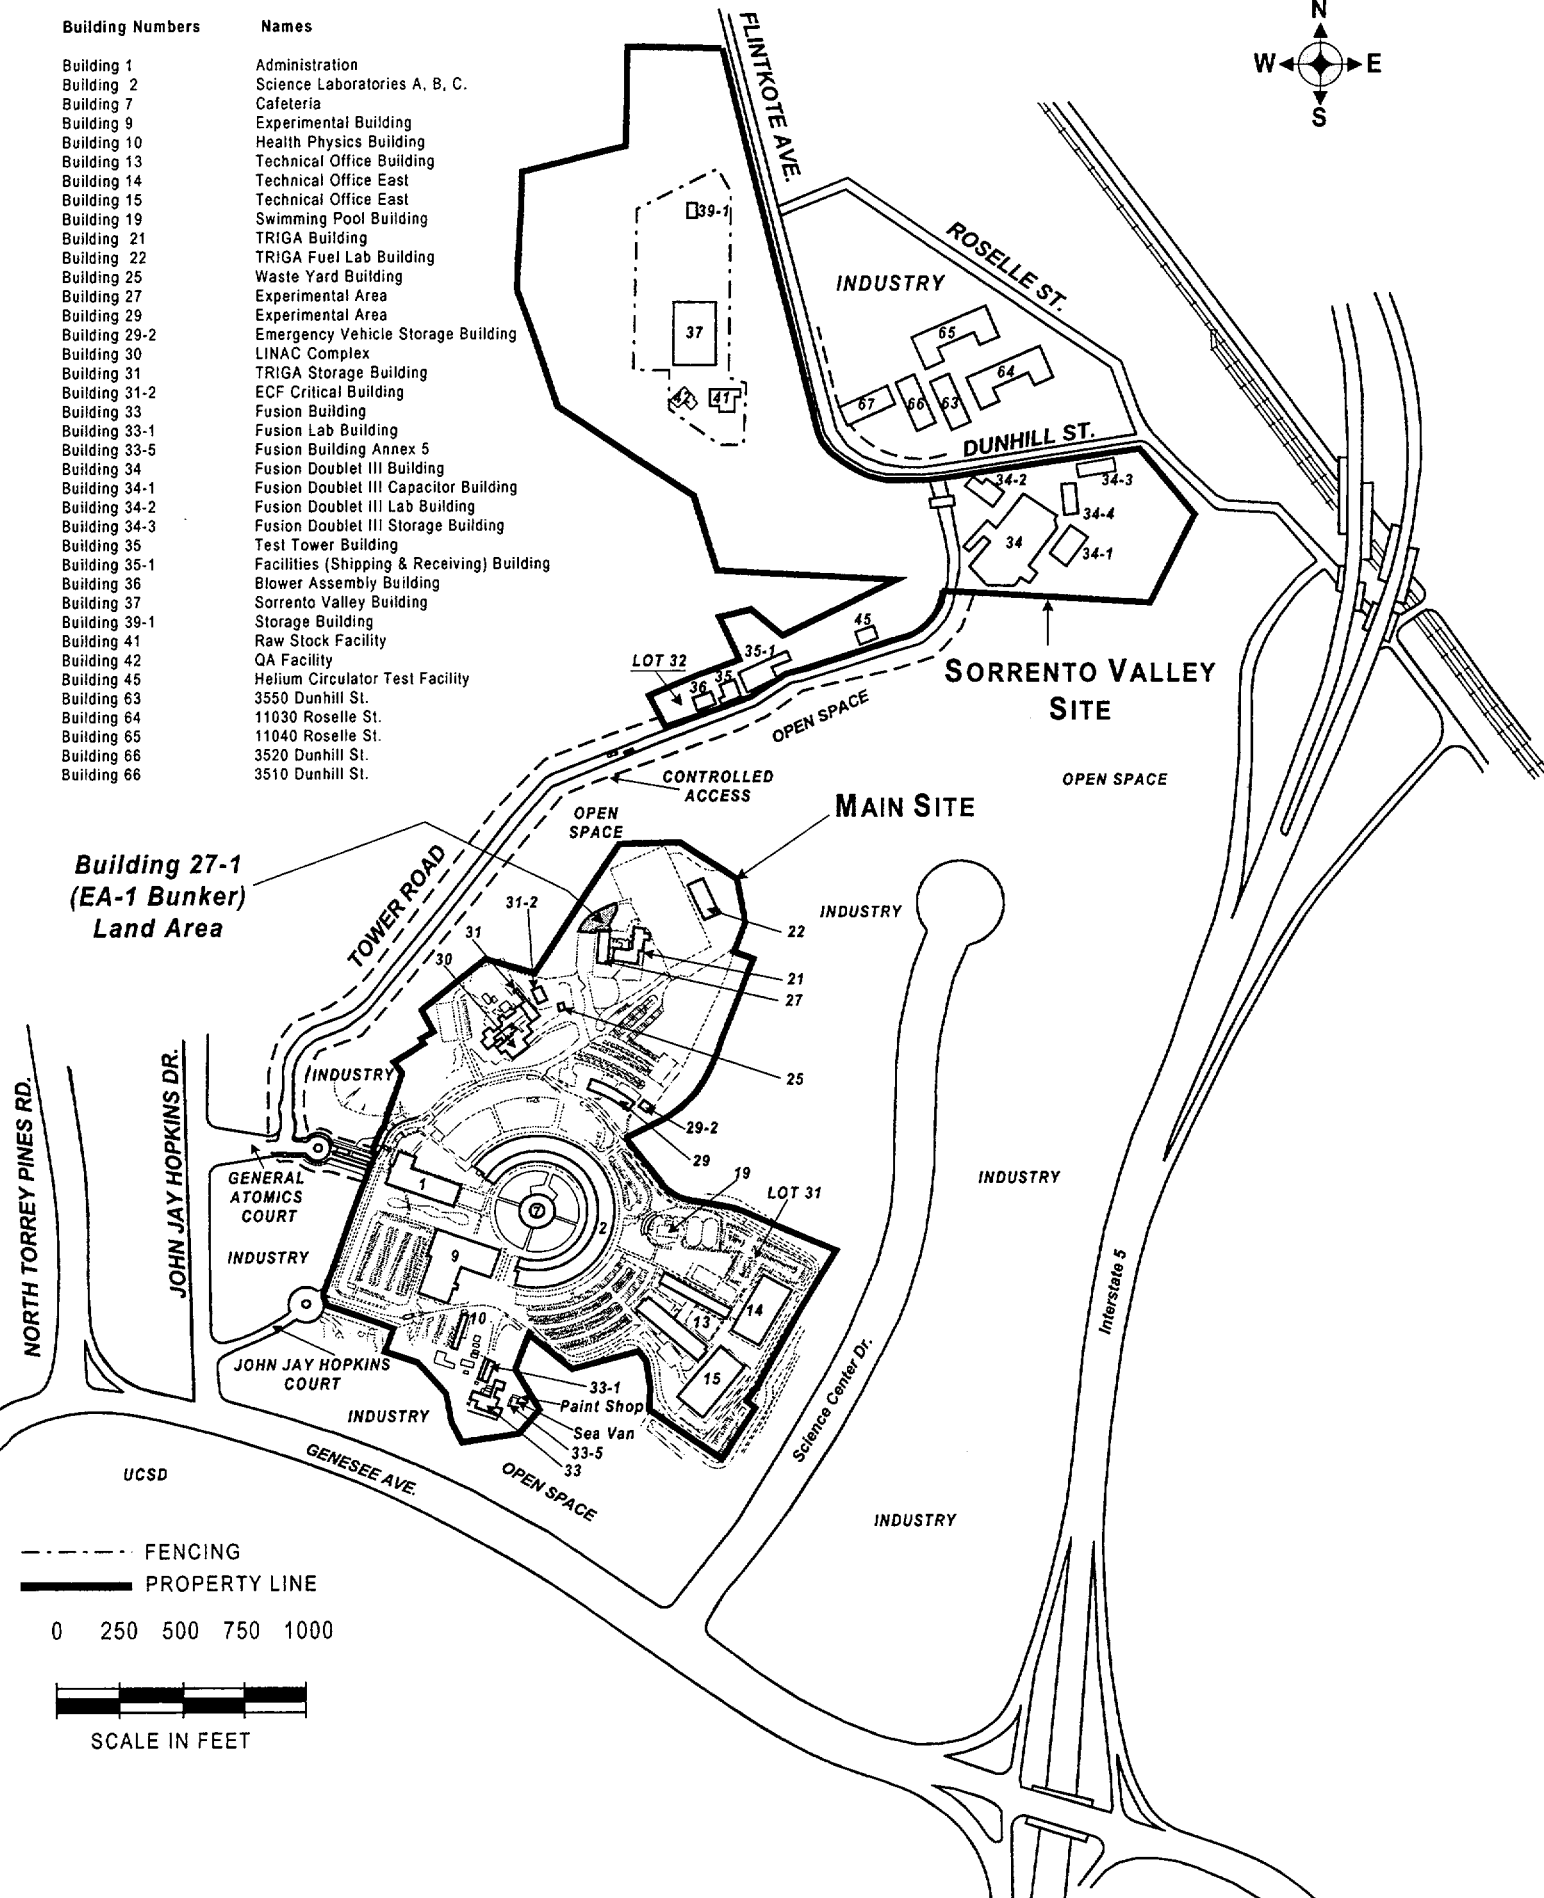 Building Numbers Names
Building 1 Administration
Building 2 Science Laboratories A, B, C.
Building 7 Cafeteria
Building 9 Experimental Building
Building 10 Health Physics Building
Building 13 Technical Office Building
Building 14 Technical Office East
Building 15 Technical Office East
Building 19 Swimming Pool Building
Building 21 TRIGA Building
Building 22 TRIGA Fuel Lab Building
Building 25 Waste Yard Building
Building 27 Experimental Area
Building 29 Experimental Area
Building 29-2 Emergency Vehicle Storage Building
Building 30 LINAC Complex
Building 31 TRIGA Storage Building
Building 31-2 ECF Critical Building
Building 33 Fusion Building
Building 33-1 Fusion Lab Building
Building 33-5 Fusion Building Annex 5
Building 34 Fusion Doublet III Building
Building 34-1 Fusion Doublet III Capacitor Building
Building 34-2 Fusion Doublet III Lab Building
Building 34-3 Fusion Doublet III Storage Building
Building 35 Test Tower Building
Building 35-1 Facilities (Shipping & Receiving) Building
Building 36 Blower Assembly Building
Building 37 Sorrento Valley Building
Building 39-1 Storage Building
Building 41 Raw Stock Facility
Building 42 QA Facility
Building 45 Helium Circulator Test Facility
Building 63 3550 Dunhill St.
Building 64 11030 Roselle St.
Building 65 11040 Roselle St.
Building 66 3520 Dunhill St.
Building 66 3510 Dunhill St.
N
W E
S
FLINTKOTE AVE.
ROSELLE ST.
INDUSTRY
39-1
37
42
41
65
64
67
66
63
DUNHILL ST.
34-2
34-3
34-4
34
34-1
45
35-1
LOT 32
36
35
SORRENTO VALLEY
SITE
OPEN SPACE
CONTROLLED
ACCESS
OPEN SPACE
OPEN
SPACE
MAIN SITE
Building 27-1
(EA-1 Bunker)
Land Area
TOWER ROAD
31-2
31
30
INDUSTRY
22
21
27
25
29-2
29
INDUSTRY
NORTH TORREY PINES RD.
JOHN JAY HOPKINS DR.
GENERAL
ATOMICS
COURT
1
7
2
19
LOT 31
INDUSTRY
INDUSTRY
9
10
13
14
15
Interstate 5
JOHN JAY HOPKINS
COURT
33-1
Paint Shop
Sea Van
33-5
33
INDUSTRY
Science Center Dr.
GENESEE AVE.
UCSD
OPEN SPACE
INDUSTRY
FENCING
PROPERTY LINE
0 250 500 750 1000
SCALE IN FEET